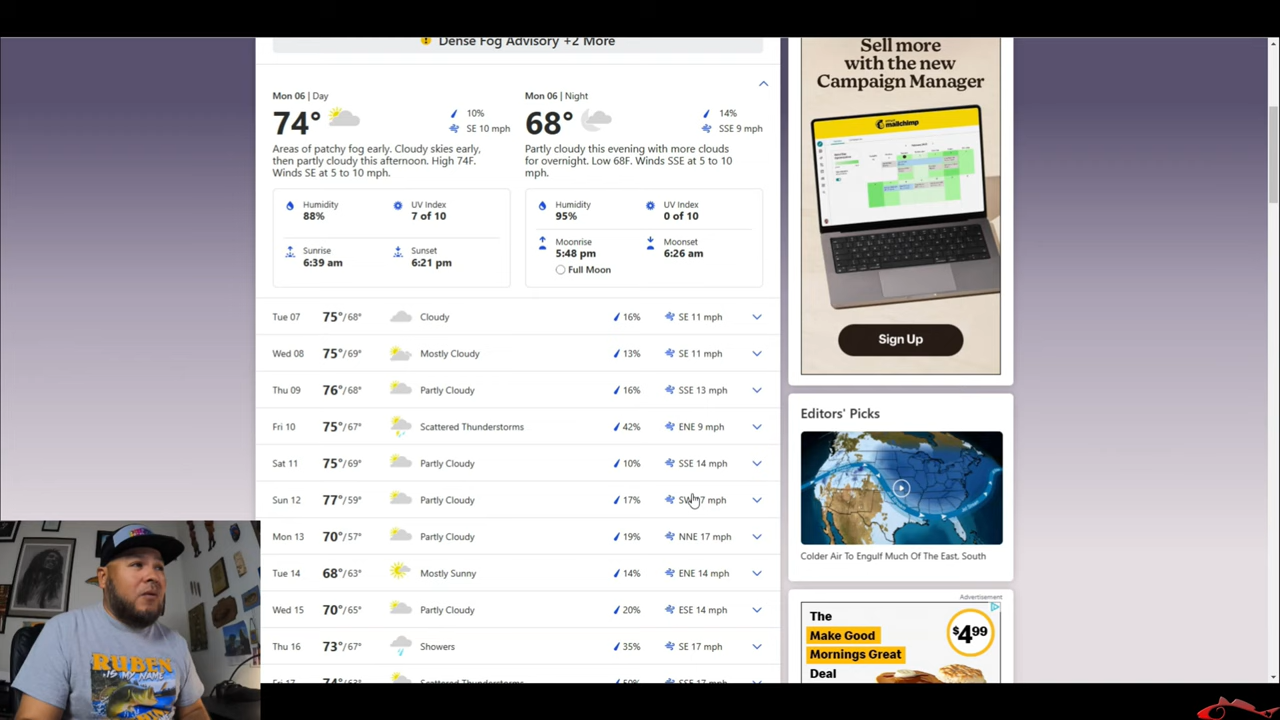 Dense Fog Advisory +2 More
Mon 06 | Day
74°
10%
SE 10 mph
Areas of patchy fog early. Cloudy skies early,
then partly cloudy this afternoon. High 74F.
Winds SE at 5 to 10 mph.
Humidity
88%
UV Index
7 of 10
Sunrise
6:39 am
Sunset
6:21 pm
Mon 06 | Night
68°
14%
SSE 9 mph
Partly cloudy this evening with more clouds
for overnight. Low 68F. Winds SSE at 5 to 10
mph.
Humidity
95%
UV Index
0 of 10
Moonrise
5:48 pm
Full Moon
Moonset
6:26 am
Tue 07 75°/68° Cloudy 16% SE 11 mph
Wed 08 75°/69° Mostly Cloudy 13% SE 11 mph
Thu 09 76°/68° Partly Cloudy 16% SSE 13 mph
Fri 10 75°/67° Scattered Thunderstorms 42% ENE 9 mph
Sat 11 75°/69° Partly Cloudy 10% SSE 14 mph
Sun 12 77°/59° Partly Cloudy 17% mph
Mon 13 70°/57° Partly Cloudy 19% NNE 17 mph
Tue 14 68°/63° Mostly Sunny 14% ENE 14 mph
Wed 15 70°/65° Partly Cloudy 20% ESE 14 mph
Thu 16 73°/67° Showers 35% SE 17 mph
Fri 17 Scattered Thunderstorms SSE 17 mph
Sell more
with the new
Campaign Manager
mailchimp
Sign Up
Editors' Picks
Colder Air To Engulf Much Of The East, South
Advertisement
The
Make Good
Mornings Great
Deal
$4.99
RUBEN
IS MY NAME